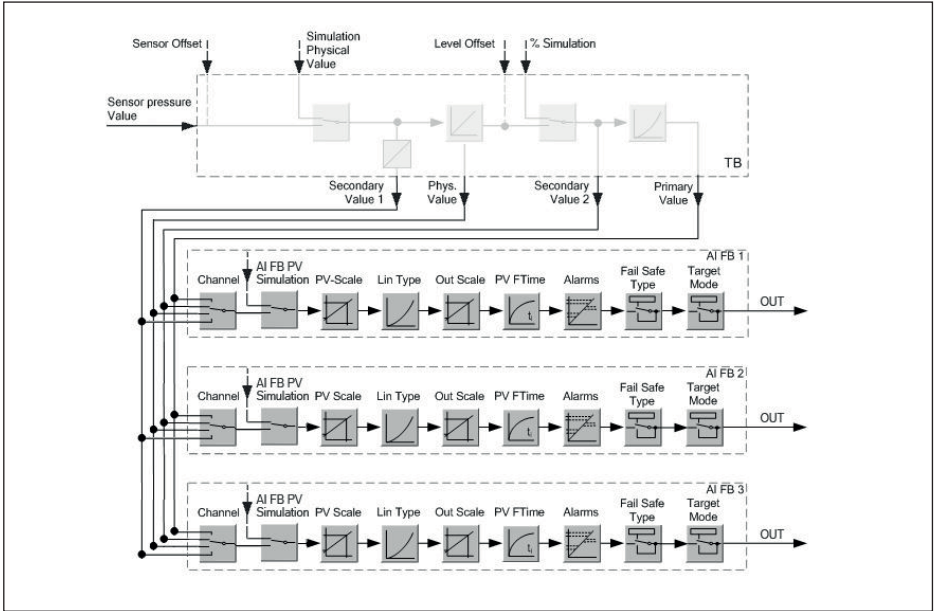 Sensor Offset
Simulation
Physical
Value
Level Offset
% Simulation
Sensor pressure
Value
TB
Secondary
Value 1
Phys.
Value
Secondary
Value 2
Primary
Value
AI FB 1
Channel
AI FB PV
Simulation
PV-Scale
Lin Type
Out Scale
PV FTime
Alarms
Fail Safe
Type
Target
Mode
OUT
t
AI FB 2
Channel
AI FB PV
Simulation
PV Scale
Lin Type
Out Scale
PV FTime
Alarms
Fail Safe
Type
Target
Mode
OUT
t
AI FB 3
Channel
AI FB PV
Simulation
PV Scale
Lin Type
Out Scale
PV FTime
Alarms
Fail Safe
Type
Target
Mode
OUT
t